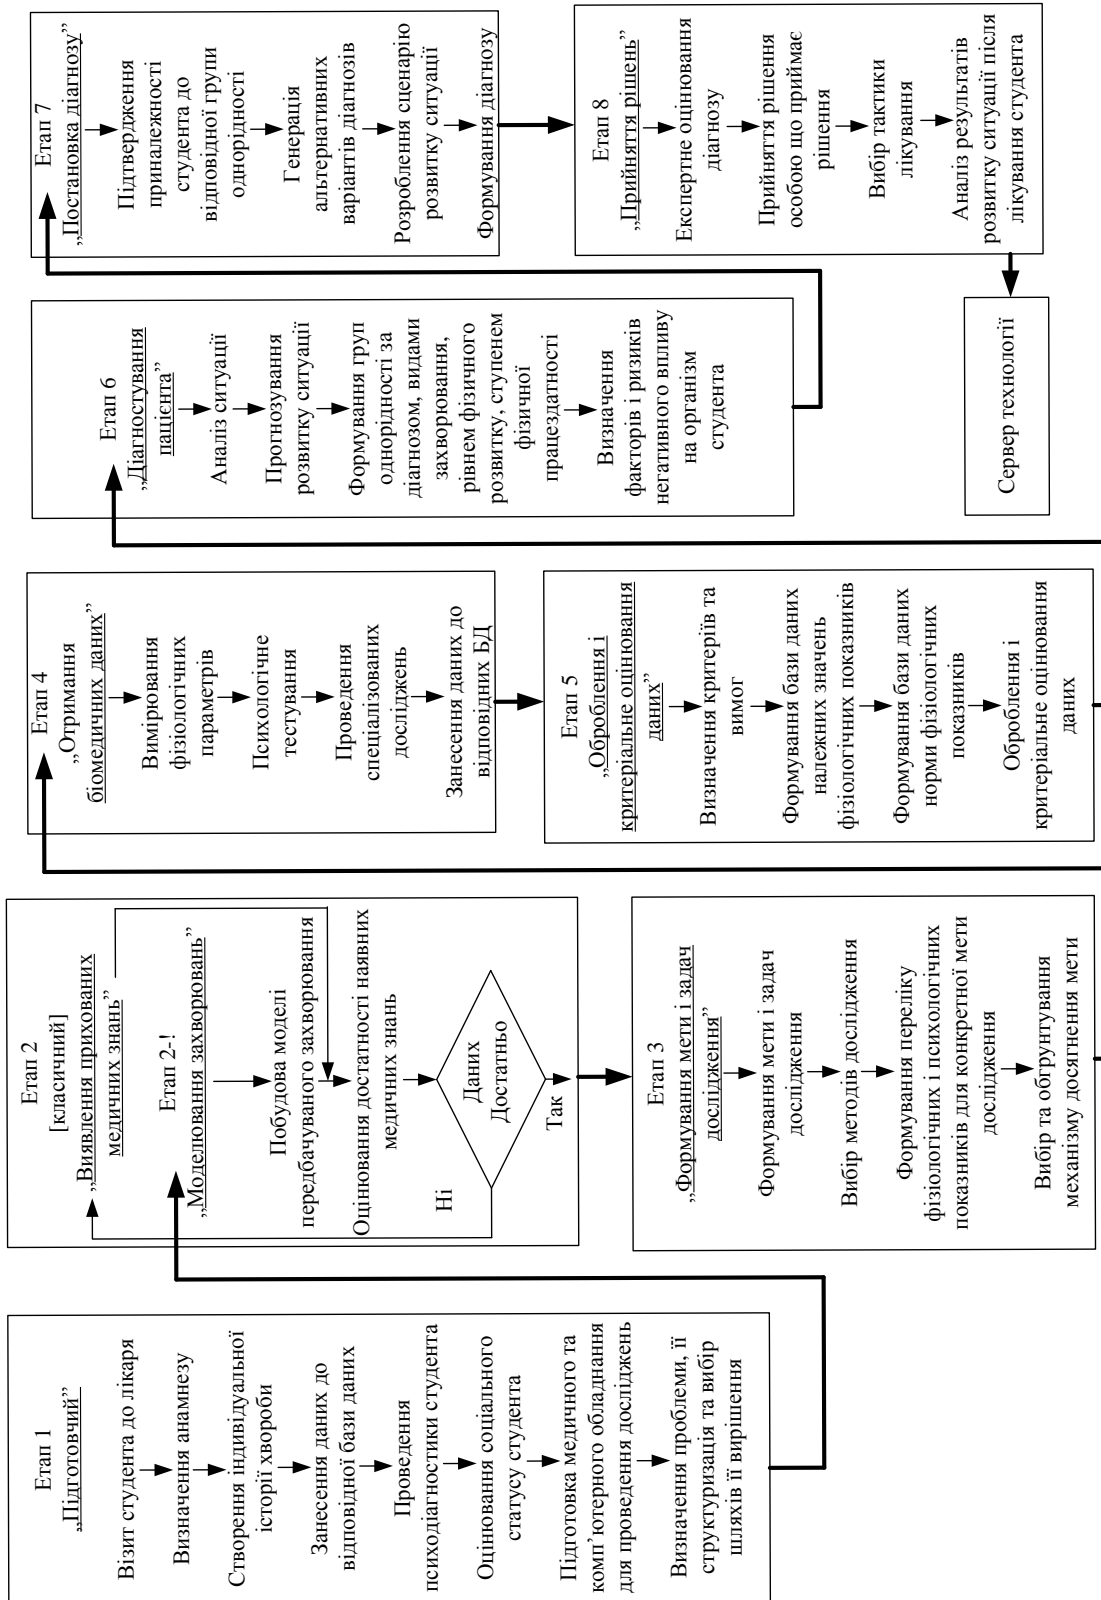 Етап 1
„Підготовчий”
Візит студента до лікаря
Визначення анамнезу
Створення індивідуальної
історії хвороби
Занесення даних до
відповідної бази даних
Проведення
психодіагностики студента
Оцінювання соціального
статусу студента
Підготовка медичного та
комп’ютерного обладнання
для проведення досліджень
Визначення проблеми, її
структуризація та вибір
шляхів її вирішення
Етап 2
[класичний]
„Виявлення прихованих
медичних знань”
Етап 2-!
„Моделювання захворювань”
Побудова моделі
передбачуваного захворювання
Оцінювання достатності наявних
медичних знань
Даних
Достатньо
Ні
Так
Етап 3
„Формування мети і задач
дослідження”
Формування мети і задач
дослідження
Вибір методів дослідження
Формування переліку
фізіологічних і психологічних
показників для конкретної мети
дослідження
Вибір та обгрунтування
механізму досягнення мети
Етап 4
„Отримання
біомедичних даних”
Вимірювання
фізіологічних
параметрів
Психологічне
тестування
Проведення
спеціалізованих
досліджень
Занесення даних до
відповідних БД
Етап 5
„Оброблення і
критеріальне оцінювання
даних”
Визначення критеріїв та
вимог
Формування бази даних
належних значень
фізіологічних показників
Формування бази даних
норми фізіологічних
показників
Оброблення і
критеріальне оцінювання
даних
Етап 6
„Діагностування
пацієнта”
Аналіз ситуації
Прогнозування
розвитку ситуації
Формування груп
однорідності за
діагнозом, видами
захворювання,
рівнем фізичного
розвитку, ступенем
фізичної
працездатності
Визначення
факторів і ризиків
негативного впливу
на організм
студента
Етап 7
„Постановка діагнозу”
Підтвердження
приналежності
студента до
відповідної групи
однорідності
Генерація
альтернативних
варіантів діагнозів
Розроблення сценарію
розвитку ситуації
Формування діагнозу
Етап 8
„Прийняття рішень”
Експертне оцінювання
діагнозу
Прийняття рішення
особою що приймає
рішення
Вибір тактики
лікування
Аналіз результатів
розвитку ситуації після
лікування студента
Сервер технології